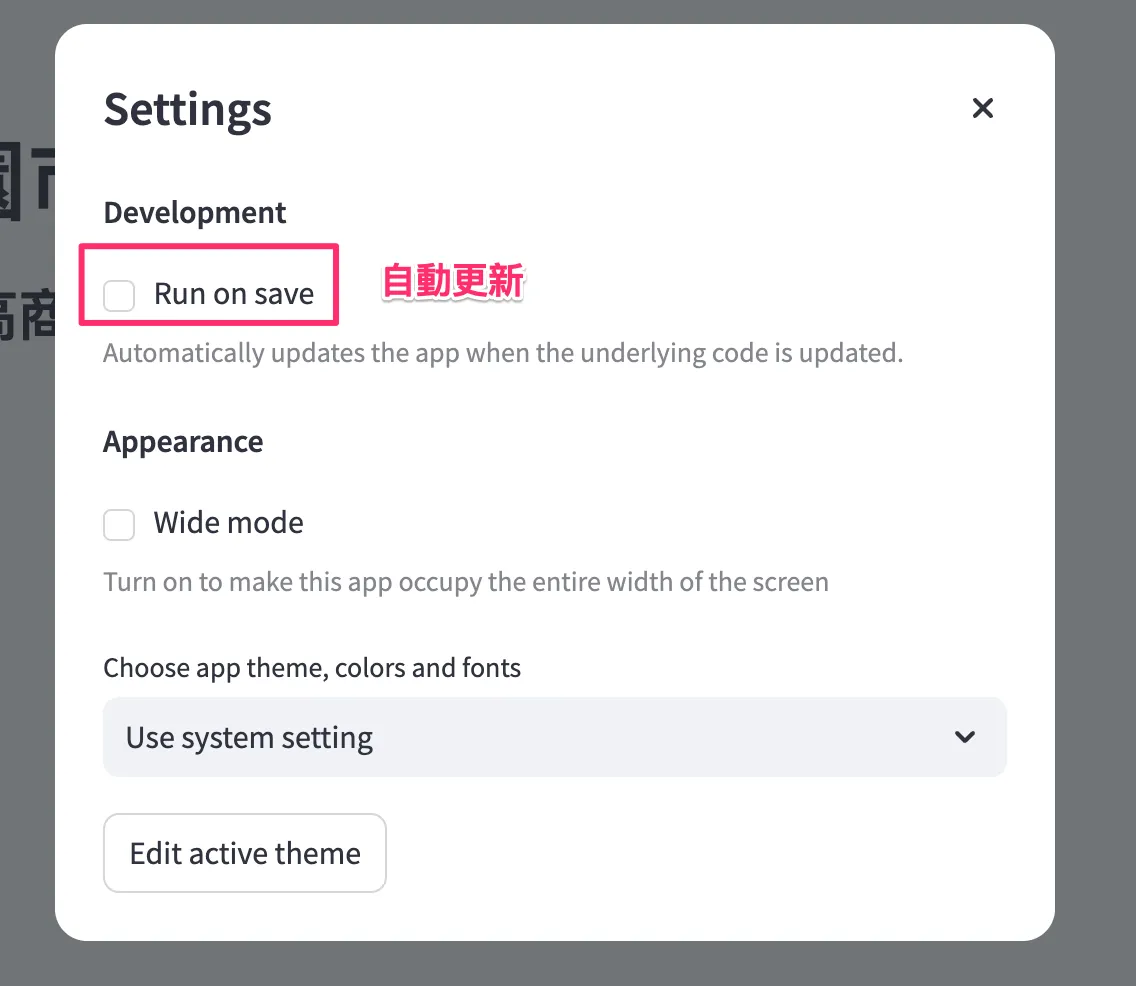 Settings
Development
Run on save
自動更新
Automatically updates the app when the underlying code is updated.
Appearance
Wide mode
Turn on to make this app occupy the entire width of the screen
Choose app theme, colors and fonts
Use system setting
Edit active theme